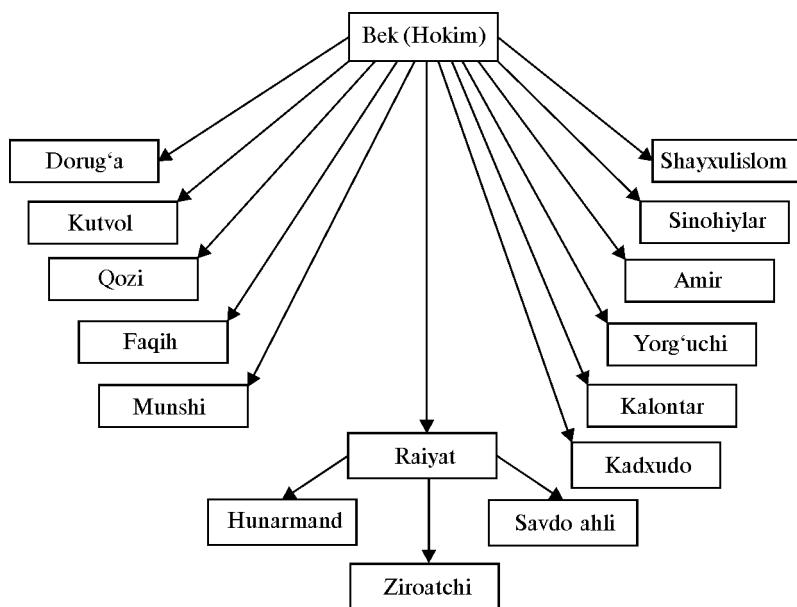 Bek (Hokim)
Dorug‘a
Shayxulislom
Kutvol
Sinohiylar
Qozi
Amir
Faqih
Yorg‘uchi
Munshi
Kalontar
Raiyat
Kadxudo
Hunarmand
Savdo ahli
Ziroatchi